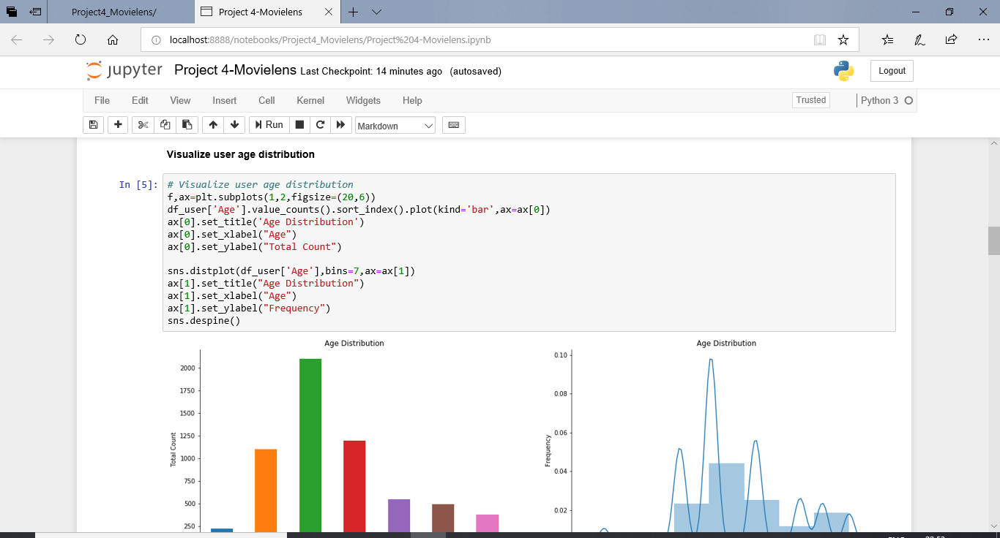 Project4_Movielens/
Project 4-Movielens
localhost:8888/notebooks/Project4_Movielens/Project%204-Movielens.ipynb
jupyter Project 4-Movielens Last Checkpoint: 14 minutes ago (autosaved)
Logout
File Edit View Insert Cell Kernel Widgets Help
Trusted
Python 3
Run
Markdown
Visualize user age distribution
In [5]:
# Visualize user age distribution
f,ax=plt.subplots(1,2,figsize=(20,6))
df_user['Age'].value_counts().sort_index().plot(kind='bar',ax=ax[0])
ax[0].set_title('Age Distribution')
ax[0].set_xlabel("Age")
ax[0].set_ylabel("Total Count")
sns.distplot(df_user['Age'],bins=7,ax=ax[1])
ax[1].set_title("Age Distribution")
ax[1].set_xlabel("Age")
ax[1].set_ylabel("Frequency")
sns.despine()
Age Distribution
2000
1750
1500
1250
1000
750
500
250
Total Count
Age Distribution
0.10
0.08
0.06
0.04
0.02
Frequency